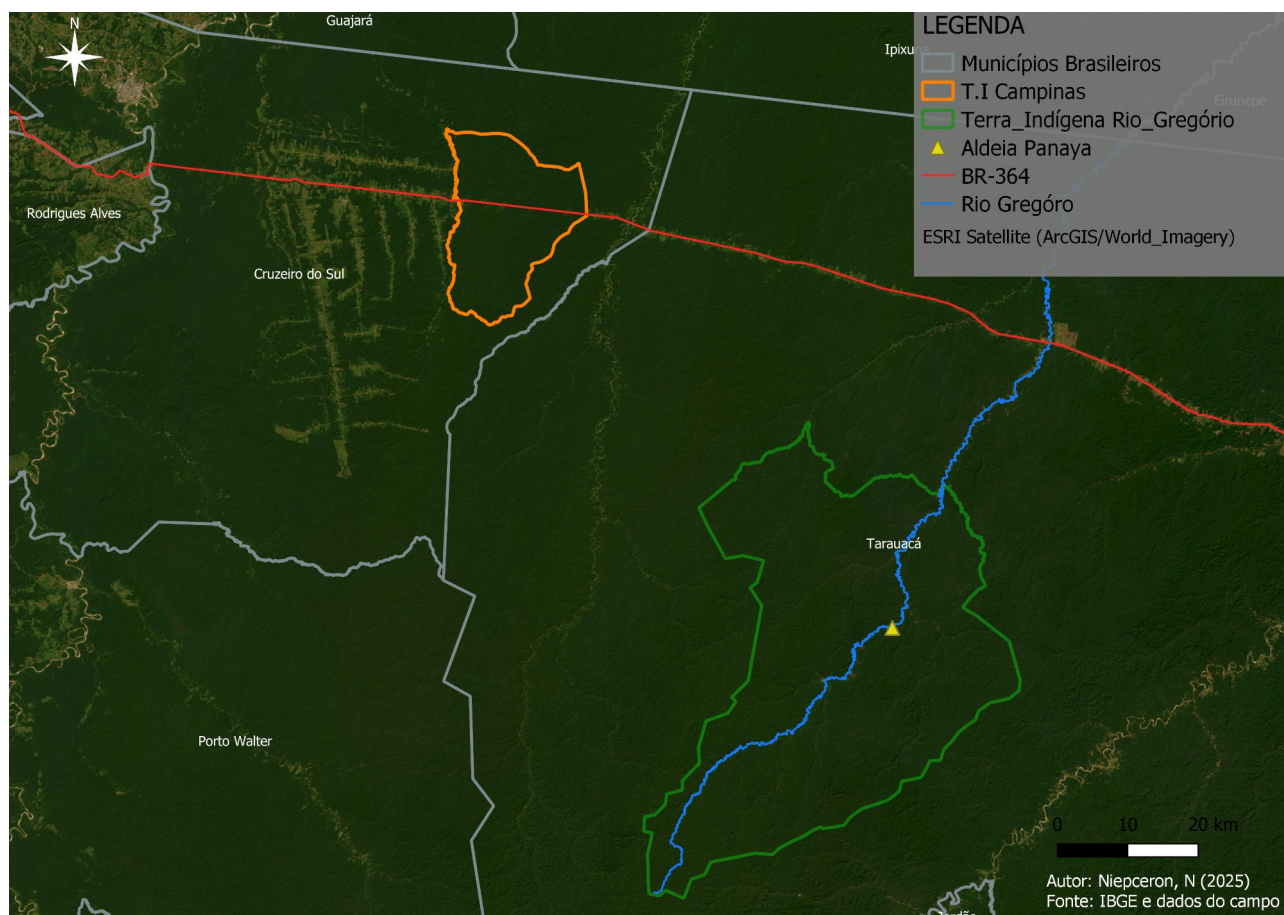 N
Guajará
Ipixuna
LEGENDA
Municípios Brasileiros
T.I Campinas
Eirunepé
Terra_Indígena Rio_Gregório
Aldeia Panaya
BR-364
Rio Gregóro
ESRI Satellite (ArcGIS/World_Imagery)
Rodrigues Alves
Cruzeiro do Sul
Tarauacá
Porto Walter
0 10 20 km
Autor: Niepceron, N (2025)
Fonte: IBGE e dados do campo